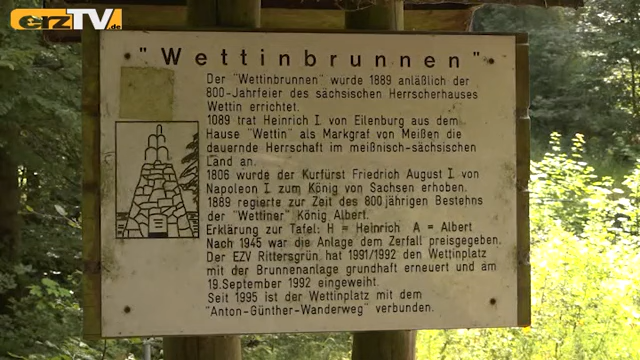 erzTV.de
"Wettinbrunnen"
Der "Wettinbrunnen" wurde 1889 anläßlich der
800-Jahrfeier des sächsischen Herrscherhauses
Wettin errichtet.
1089 trat Heinrich I. von Eilenburg aus dem
Hause "Wettin" als Markgraf von Meißen die
dauernde Herrschaft im meißnisch-sächsischen
Land an.
1806 wurde der Kurfürst Friedrich August I. von
Napoleon I. zum König von Sachsen erhoben.
1889 regierte zur Zeit des 800jährigen Bestehns
der "Wettiner" König Albert.
Erklärung zur Tafel: H = Heinrich A = Albert
Nach 1945 war die Anlage dem Zerfall preisgegeben.
Der EZV Rittersgrün hat 1991/1992 den Wettinplatz
mit der Brunnenanlage grundhaft erneuert und am
19.September 1992 eingeweiht.
Seit 1995 ist der Wettinplatz mit dem
"Anton-Günther-Wanderweg" verbunden.